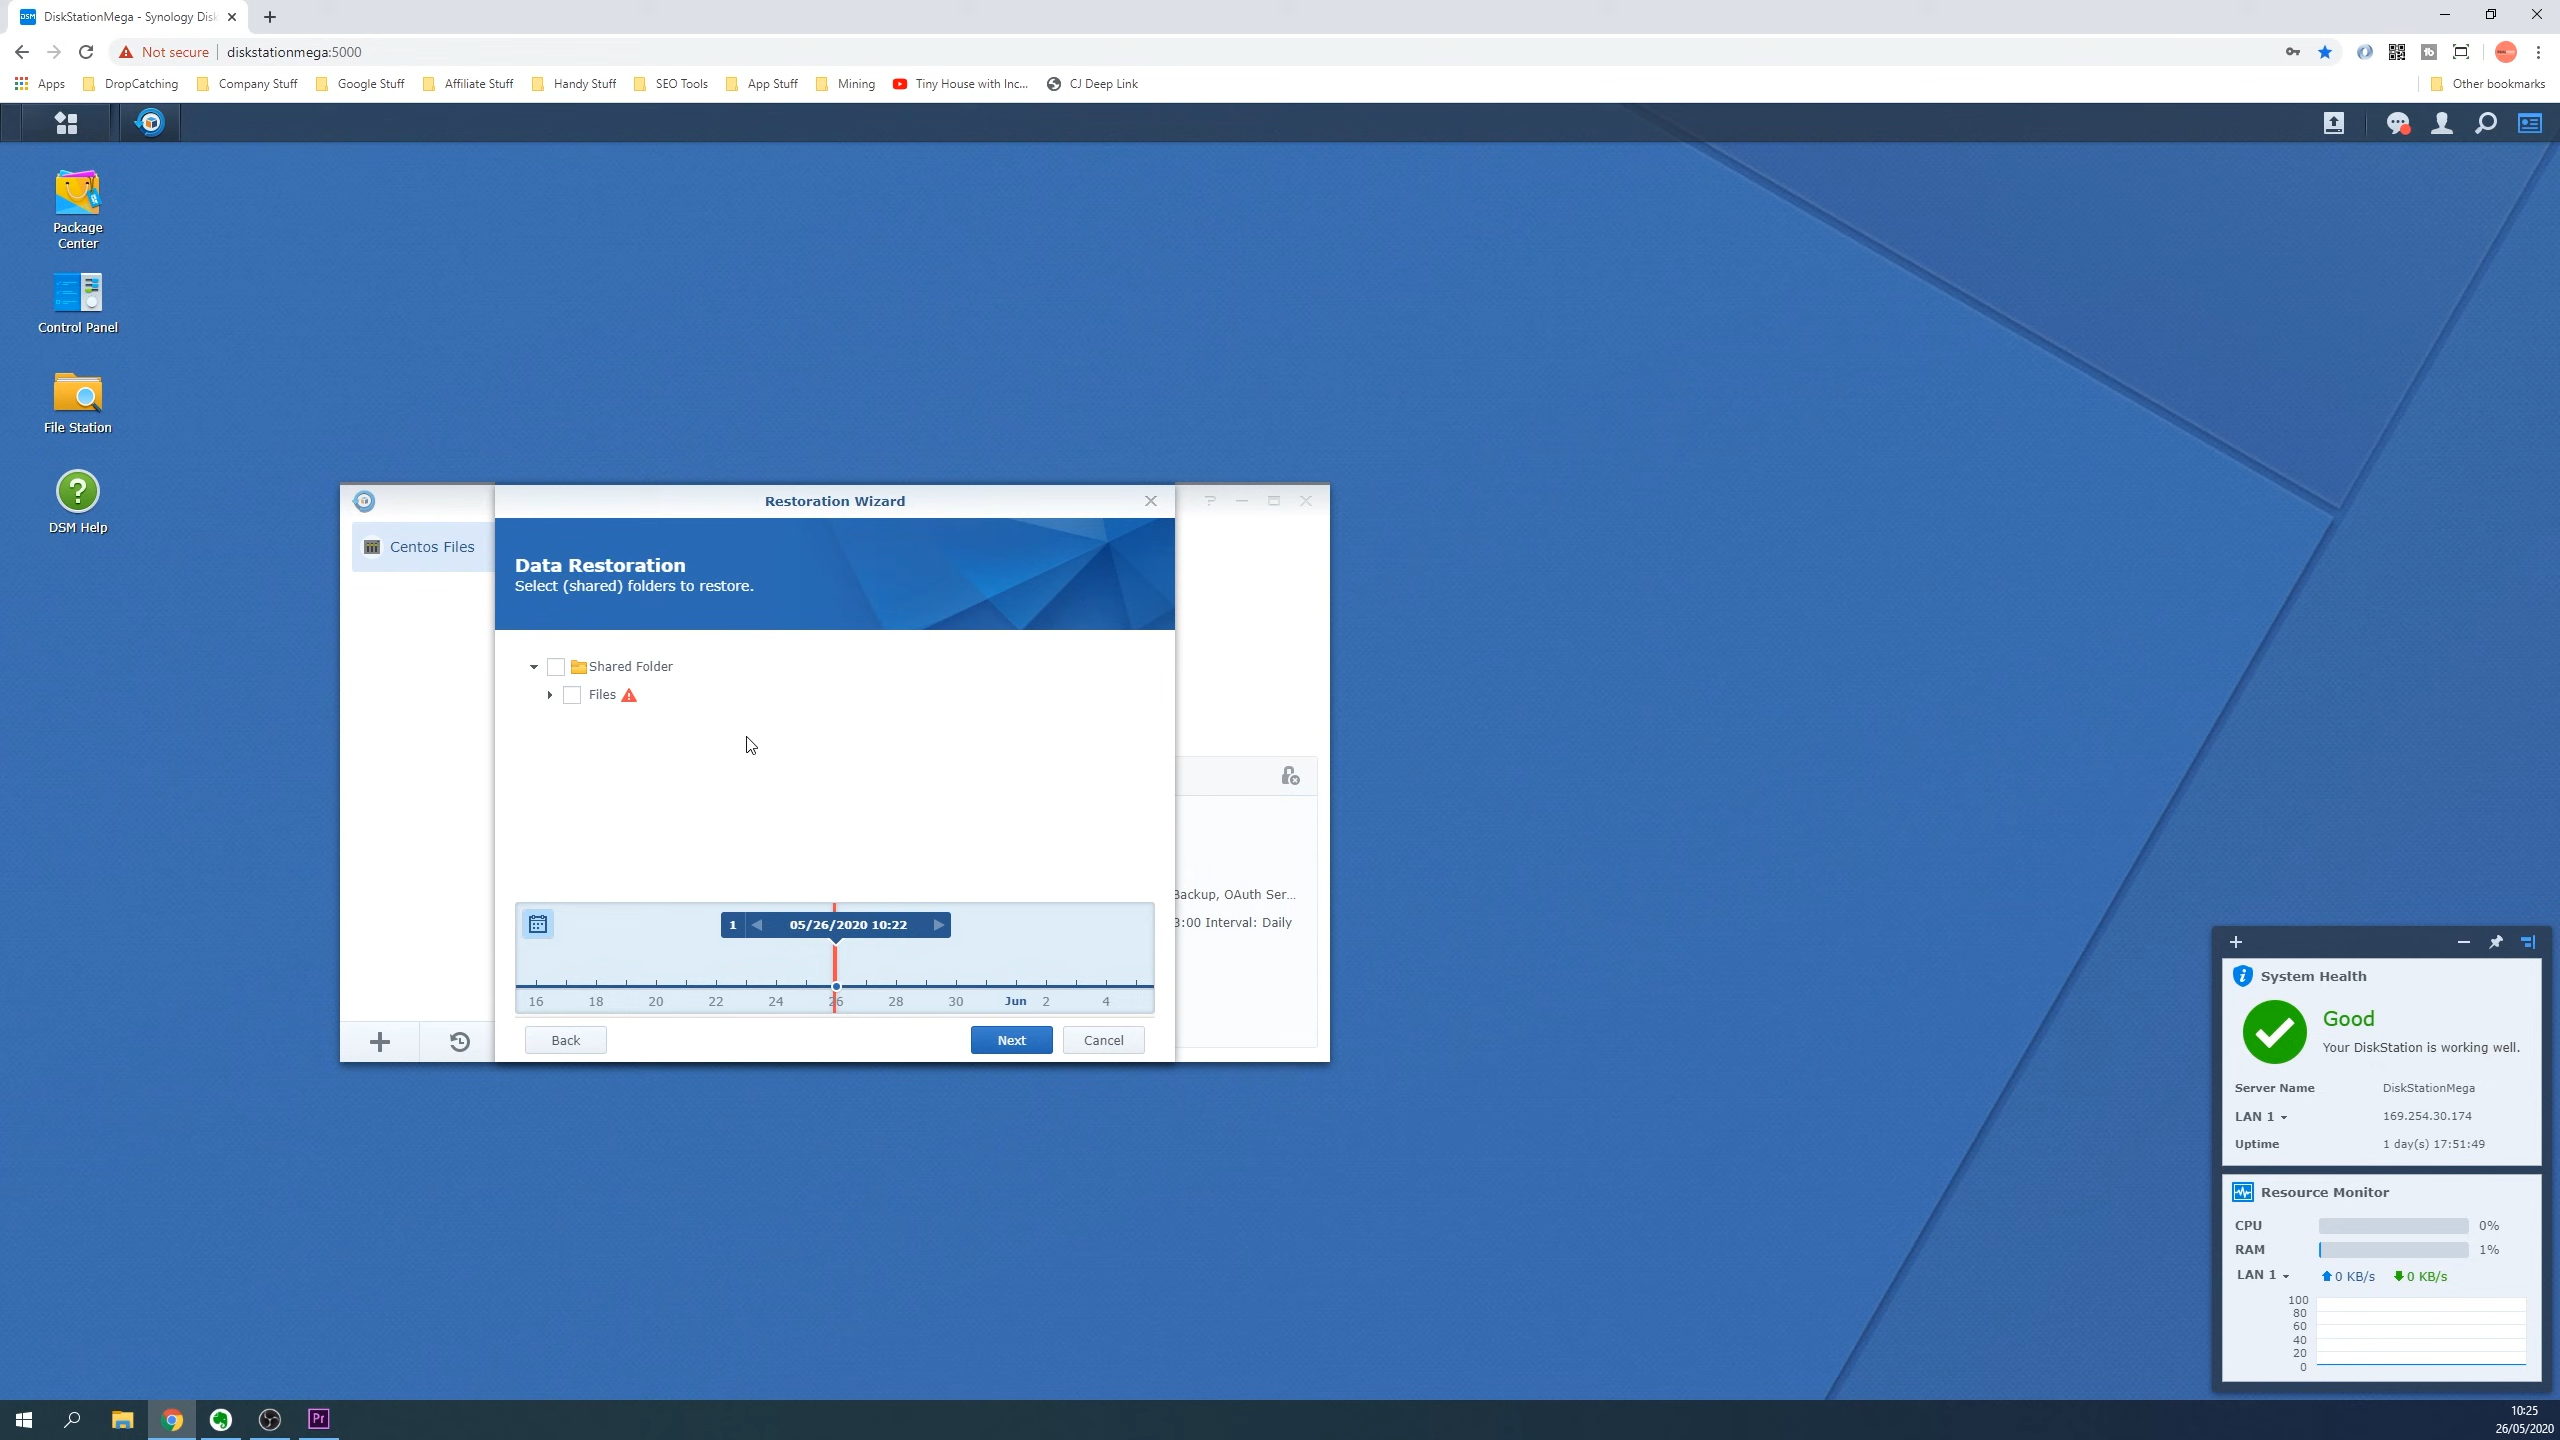 DiskStationMega - Synology Disk
Not secure
diskstationmega:5000
Apps
DropCatching
Company Stuff
Google Stuff
Affiliate Stuff
Handy Stuff
SEO Tools
App Stuff
Mining
Tiny House with Inc...
CJ Deep Link
Other bookmarks
Package
Center
Control Panel
File Station
DSM Help
Restoration Wizard
Centos Files
Data Restoration
Select (shared) folders to restore.
Shared Folder
Files
Backup, OAuth Ser...
3:00 Interval: Daily
1
05/26/2020 10:22
16
18
20
22
24
26
28
30
Jun
2
4
Back
Next
Cancel
System Health
Good
Your DiskStation is working well.
Server Name DiskStationMega
LAN 1 169.254.30.174
Uptime 1 day(s) 17:51:49
Resource Monitor
CPU 0%
RAM 1%
LAN 1 0 KB/s 0 KB/s
100
80
60
40
20
0
Pr
10:25
26/05/2020